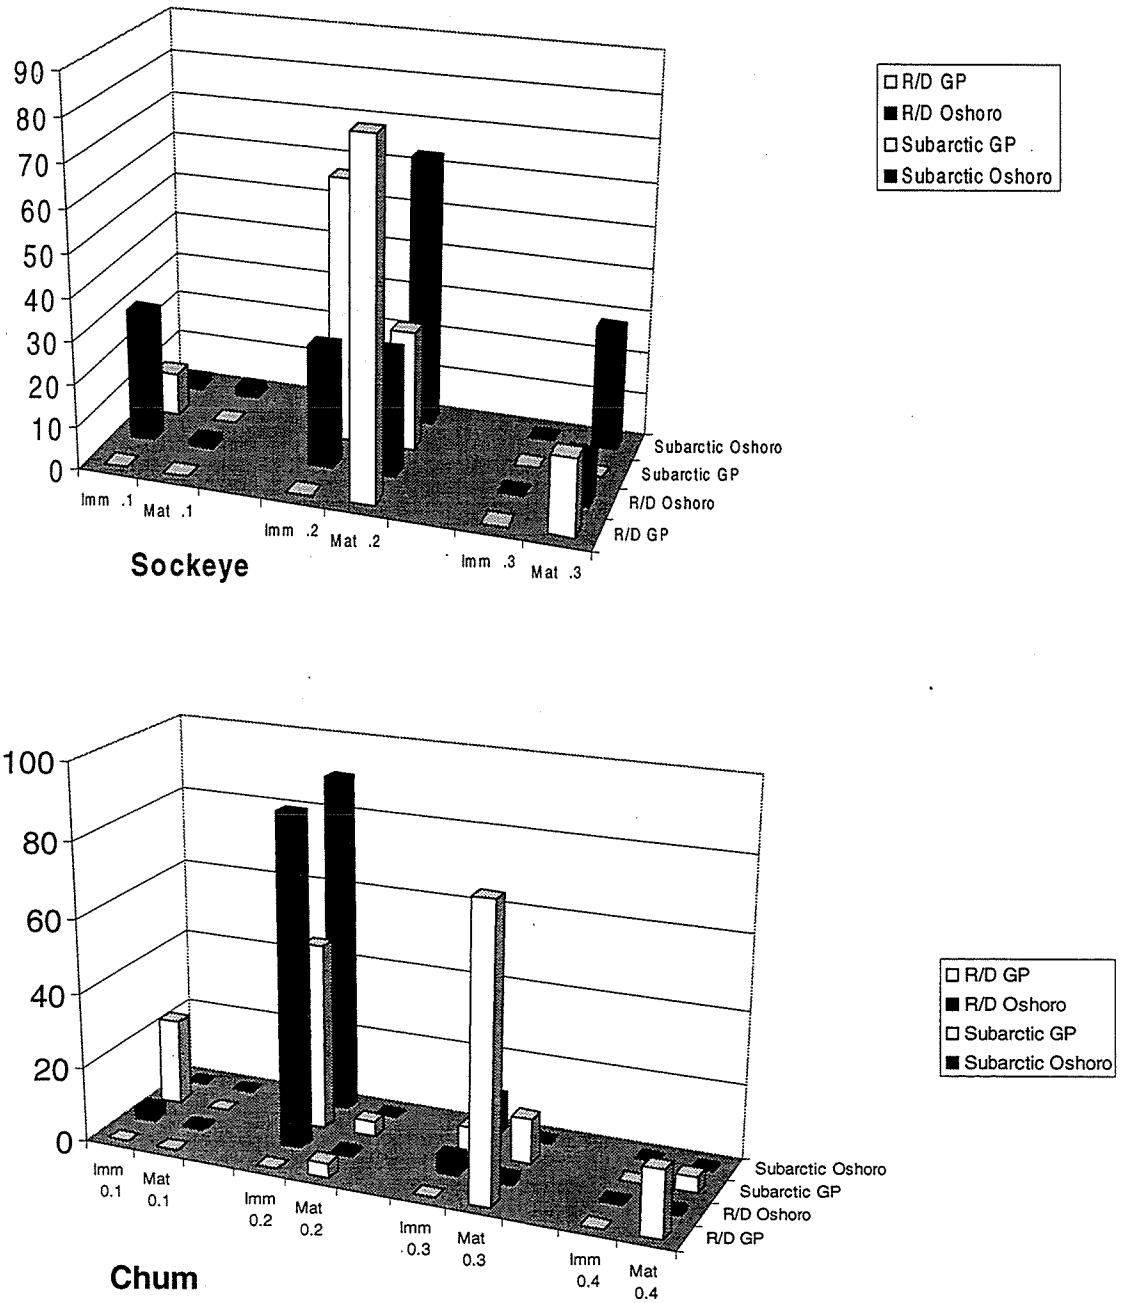 90
80
70
60
50
40
30
20
10
0
R/D GP
R/D Oshoro
Subarctic GP
Subarctic Oshoro
Subarctic Oshoro
Subarctic GP
R/D Oshoro
R/D GP
Imm .1
Mat .1
Imm .2
Mat .2
Imm .3
Mat .3
Sockeye
100
80
60
40
20
0
R/D GP
R/D Oshoro
Subarctic GP
Subarctic Oshoro
Subarctic Oshoro
Subarctic GP
R/D Oshoro
R/D GP
Imm
0.1
Mat
0.1
Imm
0.2
Mat
0.2
Imm
0.3
Mat
0.3
Imm
0.4
Mat
0.4
Chum